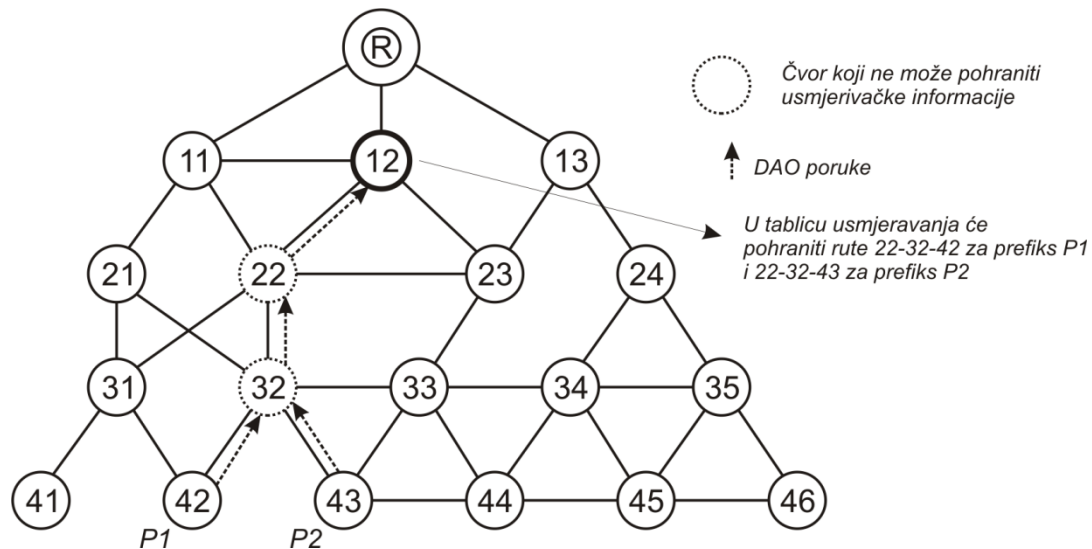 R
Čvor koji ne može pohraniti
usmjerivačke informacije
11
12
13
DAO poruke
U tablicu usmjeravanja će
pohraniti rute 22-32-42 za prefiks P1
i 22-32-43 za prefiks P2
21
22
23
24
31
32
33
34
35
41
42
43
44
45
46
P1
P2